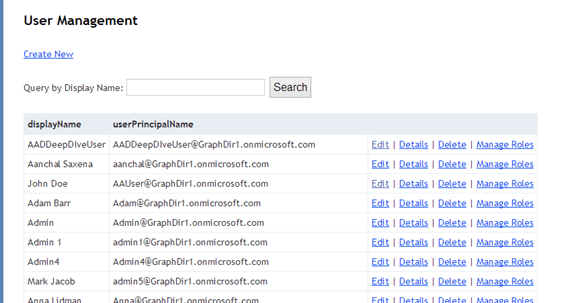 User Management
Create New
Query by Display Name: Search
displayName userPrincipalName
AADDeepDiveUser AADDeepDiveUser@GraphDir1.onmicrosoft.com Edit | Details | Delete | Manage Roles
Aanchal Saxena aanchal@GraphDir1.onmicrosoft.com Edit | Details | Delete | Manage Roles
John Doe AAUser@GraphDir1.onmicrosoft.com Edit | Details | Delete | Manage Roles
Adam Barr Adam@GraphDir1.onmicrosoft.com Edit | Details | Delete | Manage Roles
Admin Admin@GraphDir1.onmicrosoft.com Edit | Details | Delete | Manage Roles
Admin 1 admin1@GraphDir1.onmicrosoft.com Edit | Details | Delete | Manage Roles
Admin4 Admin4@GraphDir1.onmicrosoft.com Edit | Details | Delete | Manage Roles
Mark Jacob admin5@GraphDir1.onmicrosoft.com Edit | Details | Delete | Manage Roles
Anna Lidman Anna@GraphDir1.onmicrosoft.com Edit | Details | Delete | Manage Roles